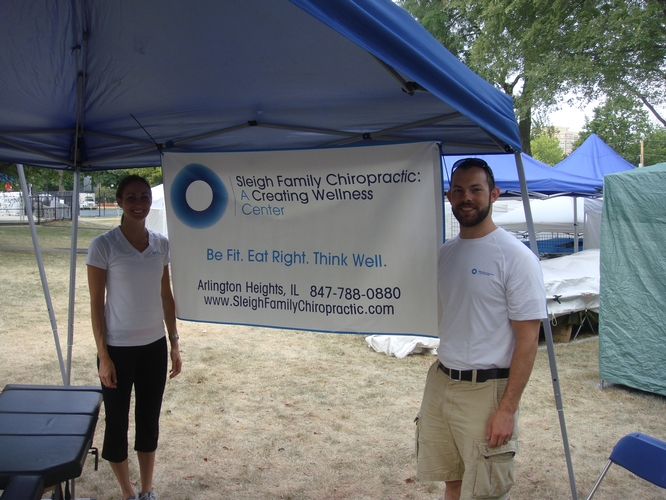 Sleigh Family Chiropractic:
A Creating Wellness
Center
Be Fit. Eat Right. Think Well.
Arlington Heights, IL 847-788-0880
www.SleighFamilyChiropractic.com